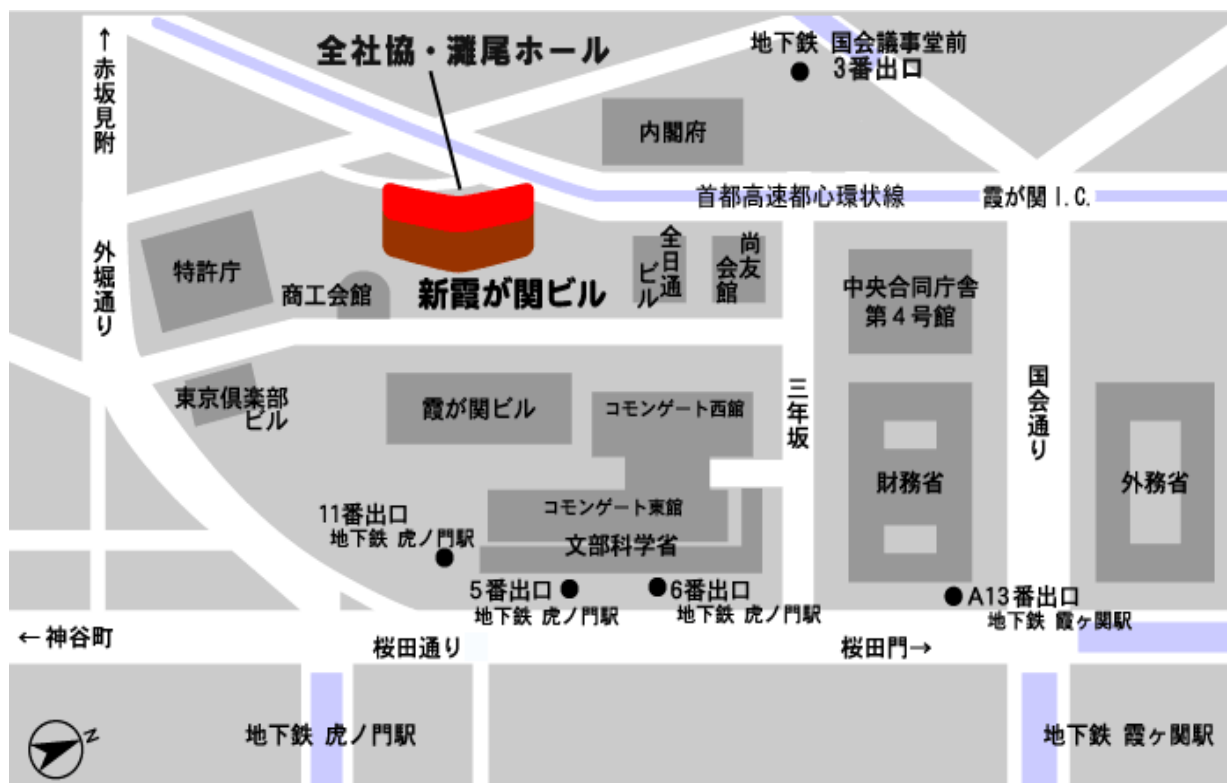 全社協・灘尾ホール
地下鉄 国会議事堂前
3番出口
↑赤坂見附
内閣府
首都高速都心環状線
霞が関 I.C.
外堀通り
特許庁
商工会館
新霞が関ビル
全日通
ビル
尚友
会館
中央合同庁舎
第４号館
東京倶楽部
ビル
霞が関ビル
コモンゲート西館
三年坂
国会通り
財務省
外務省
コモンゲート東館
文部科学省
11番出口
地下鉄 虎ノ門駅
5番出口
地下鉄 虎ノ門駅
6番出口
地下鉄 虎ノ門駅
A13番出口
地下鉄 霞ヶ関駅
←神谷町
桜田通り
桜田門→
地下鉄 虎ノ門駅
地下鉄 霞ヶ関駅
N